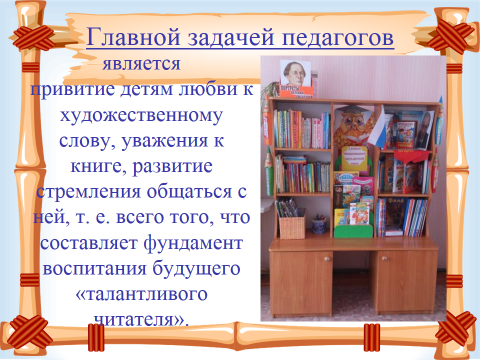 Главной задачей педагогов
является
привитие детям любви к
художественному
слову, уважения к
книге, развитие
стремления общаться с
ней, т. е. всего того, что
составляет фундамент
воспитания будущего
«талантливого
читателя».